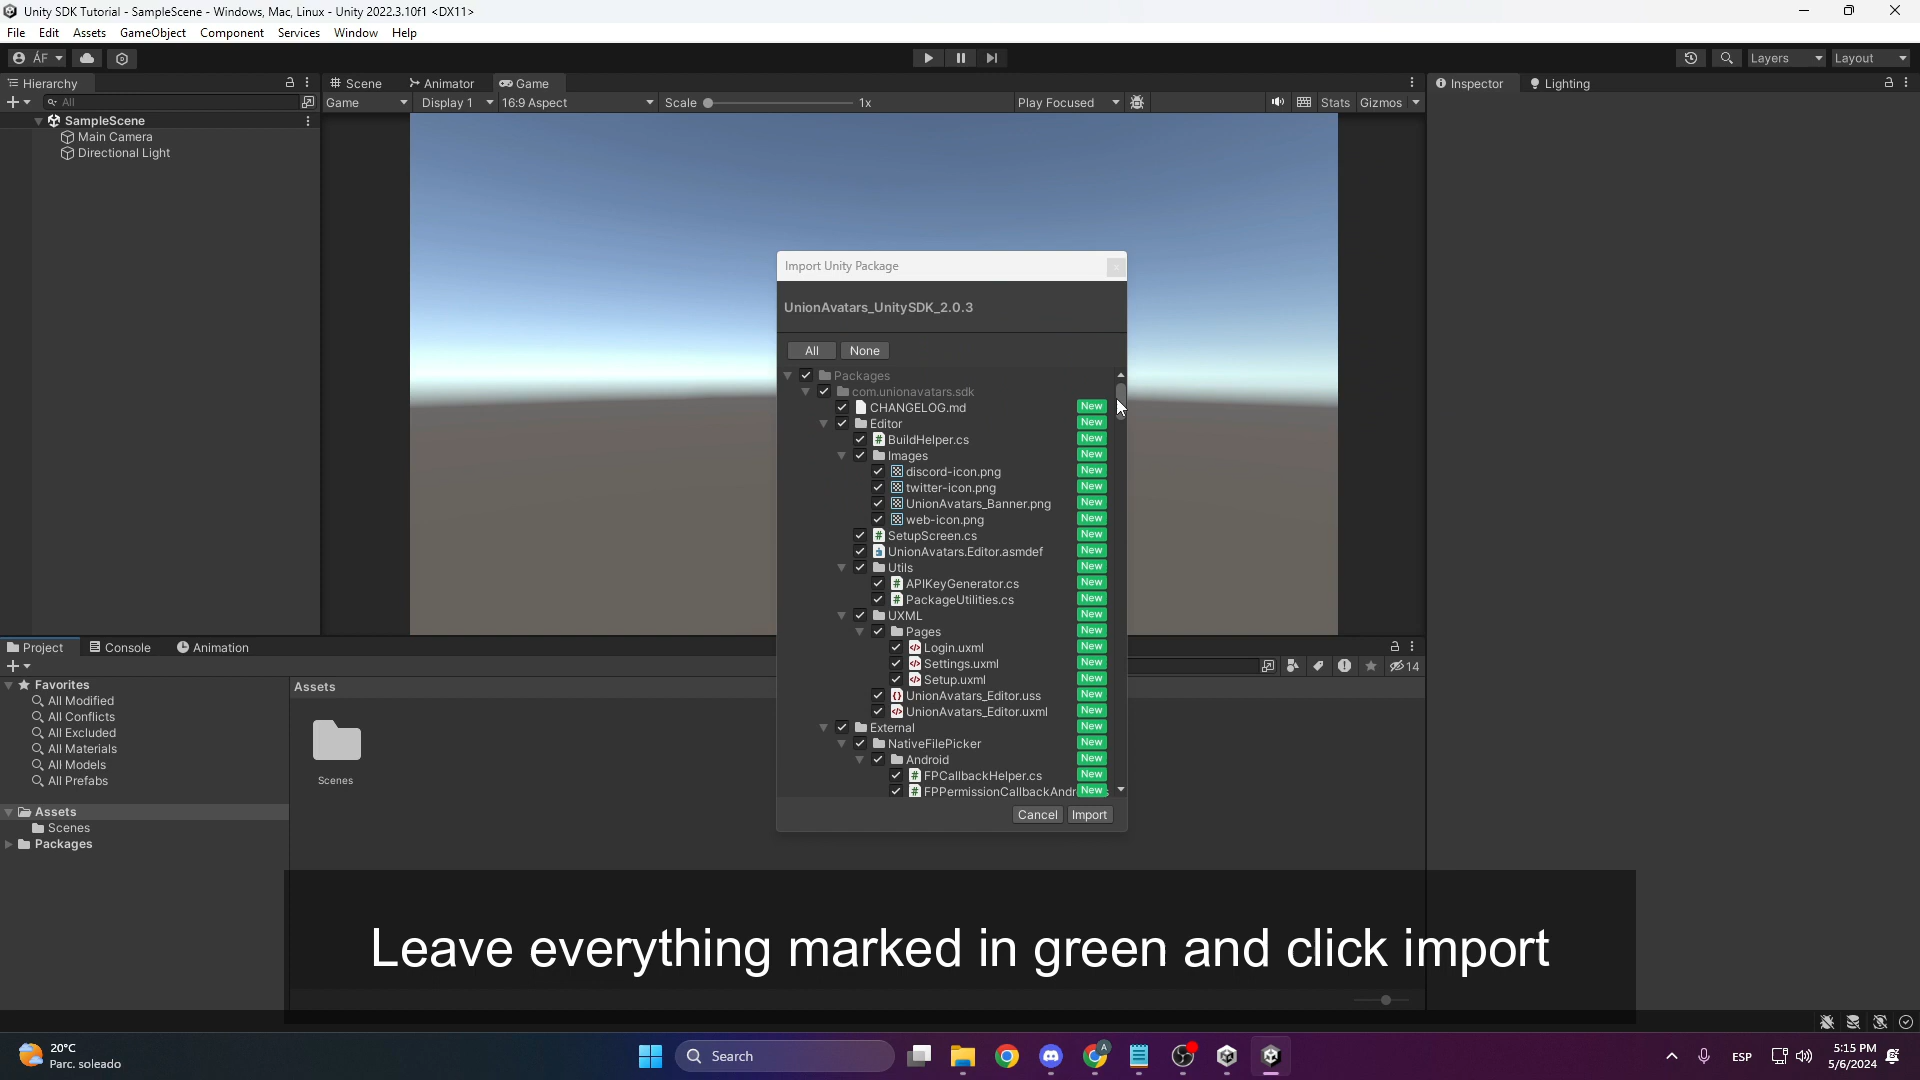 Unity SDK Tutorial - SampleScene - Windows, Mac, Linux - Unity 2022.3.10f1 <DX11>
File Edit Assets GameObject Component Services Window Help
ÁF Layers Layout
Hierarchy Scene Animator Game Inspector Lighting
All Game Display 1 16:9 Aspect Scale 1x Play Focused Stats Gizmos
SampleScene
Main Camera
Directional Light
Import Unity Package
UnionAvatars_UnitySDK_2.0.3
All None
Packages
com.unionavatars.sdk
CHANGELOG.md New
Editor New
BuildHelper.cs New
Images New
discord-icon.png New
twitter-icon.png New
UnionAvatars_Banner.png New
web-icon.png New
SetupScreen.cs New
UnionAvatars.Editor.asmdef New
Utils New
APIKeyGenerator.cs New
PackageUtilities.cs New
UXML New
Pages New
Login.uxml New
Settings.uxml New
Setup.uxml New
UnionAvatars_Editor.uss New
UnionAvatars_Editor.uxml New
External New
NativeFilePicker New
Android New
FPCallbackHelper.cs New
FPPermissionCallbackAndr New
Cancel Import
Project Console Animation
14
Favorites
All Modified
All Conflicts
All Excluded
All Materials
All Models
All Prefabs
Assets
Scenes
Packages
Assets
Scenes
Leave everything marked in green and click import
20°C
Parc. soleado
Search
A
ESP
5:15 PM
5/6/2024